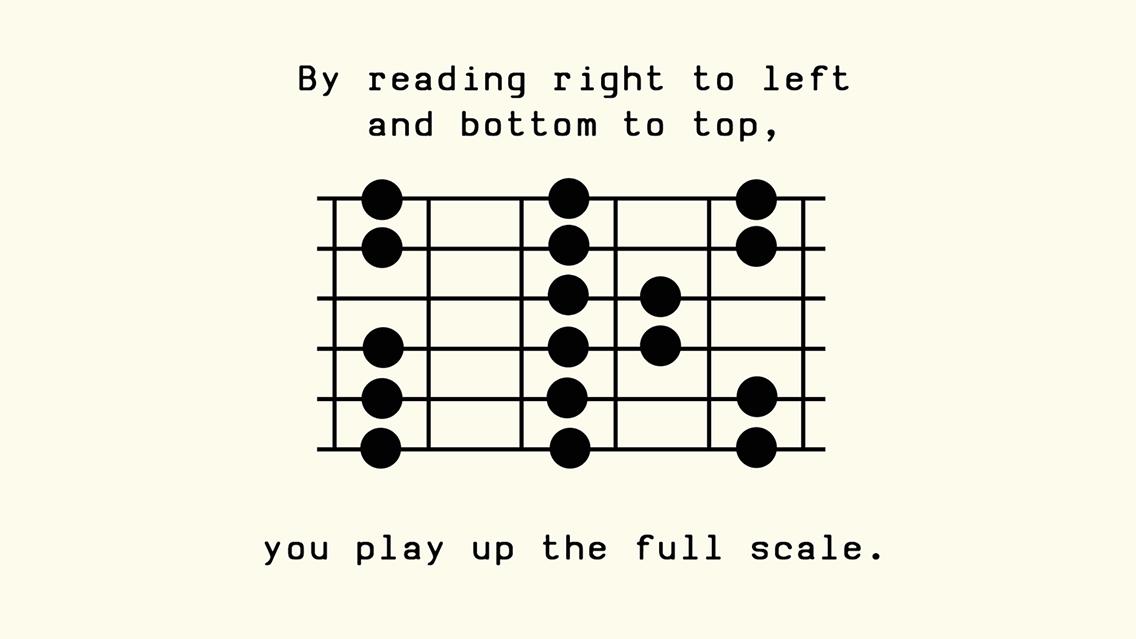 By reading right to left
and bottom to top,
you play up the full scale.